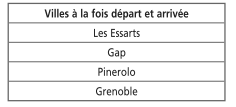 Villes à la fois départ et arrivée
Les Essarts
Gap
Pinerolo
Grenoble